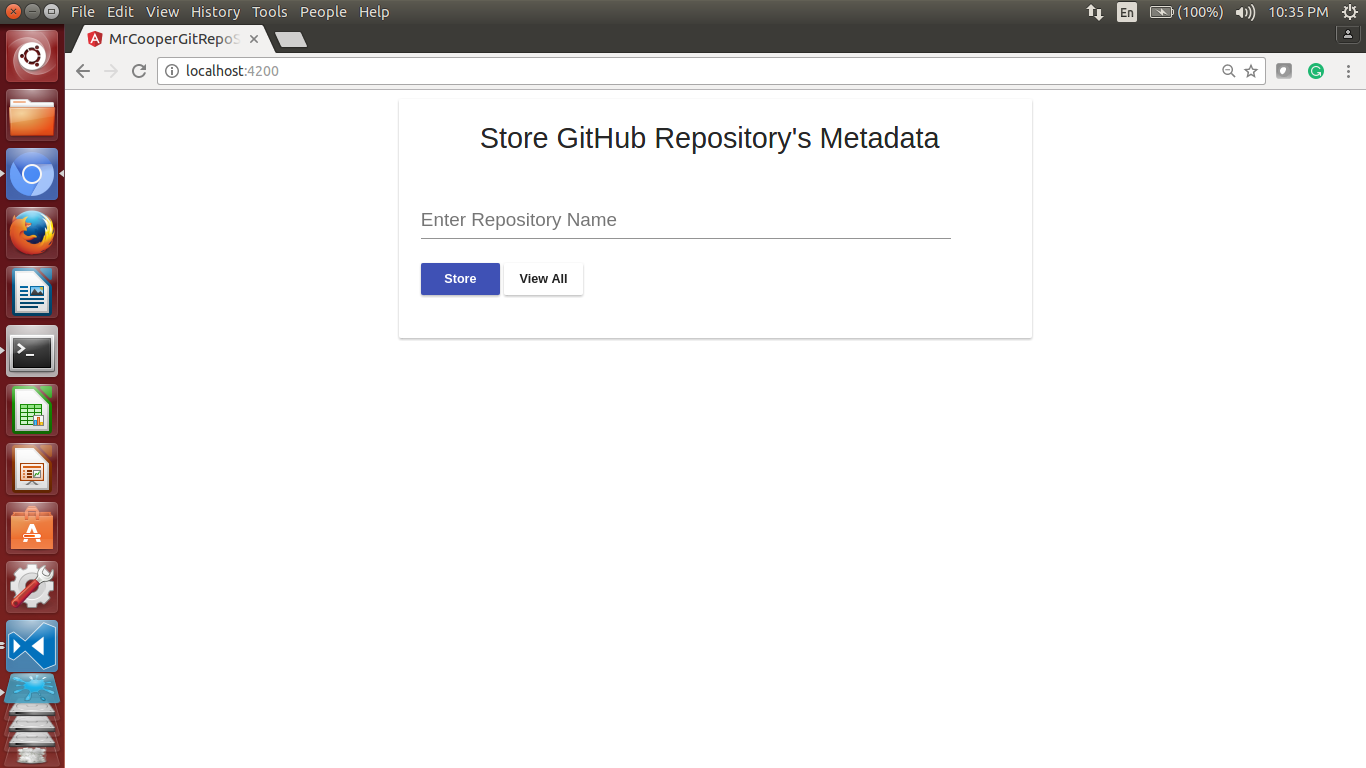 File Edit View History Tools People Help
En (100%) 10:35 PM
MrCooperGitRepoS
localhost:4200
Store GitHub Repository's Metadata
Enter Repository Name
Store View All